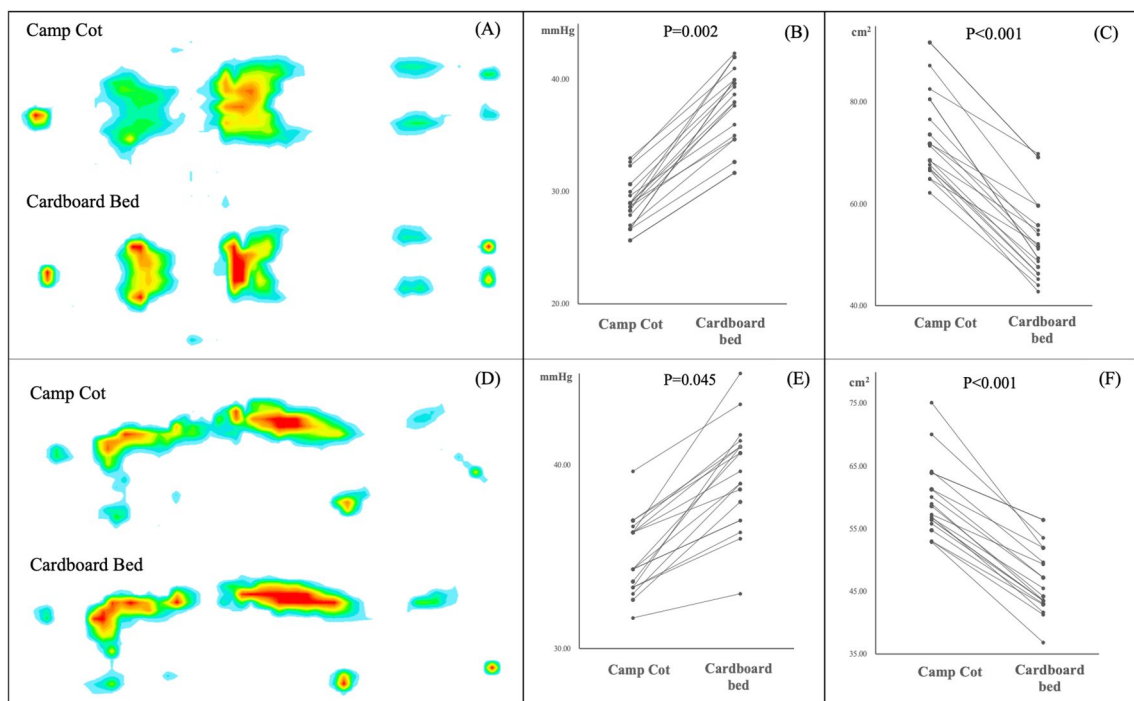 Camp Cot
(A)
Cardboard Bed
mmHg
P=0.002
(B)
40.00
30.00
20.00
Camp Cot
Cardboard
bed
cm²
P<0.001
(C)
80.00
60.00
40.00
Camp Cot
Cardboard
bed
Camp Cot
(D)
Cardboard Bed
mmHg
P=0.045
(E)
40.00
30.00
Camp Cot
Cardboard
bed
cm²
P<0.001
(F)
75.00
65.00
55.00
45.00
35.00
Camp Cot
Cardboard
bed